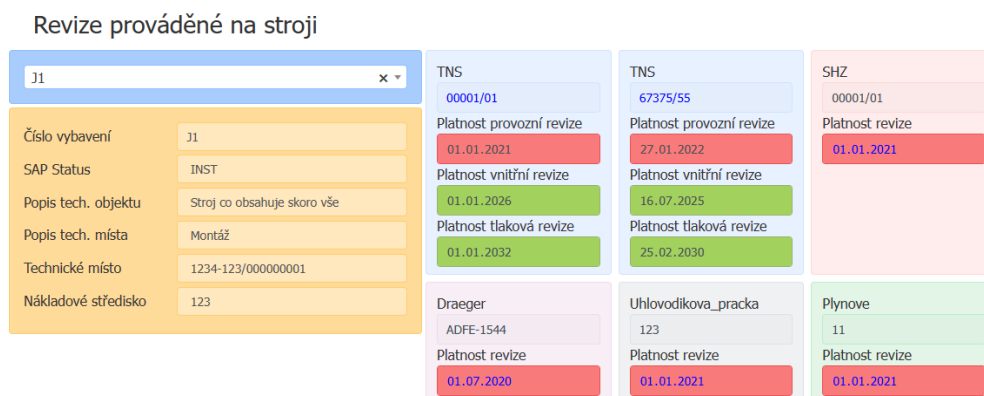 Revize prováděné na stroji
J1
Číslo vybavení J1
SAP Status INST
Popis tech. objektu Stroj co obsahuje skoro vše
Popis tech. místa Montáž
Technické místo 1234-123/000000001
Nákladové středisko 123
TNS
00001/01
Platnost provozní revize
01.01.2021
Platnost vnitřní revize
01.01.2026
Platnost tlaková revize
01.01.2032
TNS
67375/55
Platnost provozní revize
27.01.2022
Platnost vnitřní revize
16.07.2025
Platnost tlaková revize
25.02.2030
SHZ
00001/01
Platnost revize
01.01.2021
Draeger
ADFE-1544
Platnost revize
01.07.2020
Uhlovodikova_pracka
123
Platnost revize
01.01.2021
Plynove
11
Platnost revize
01.01.2021